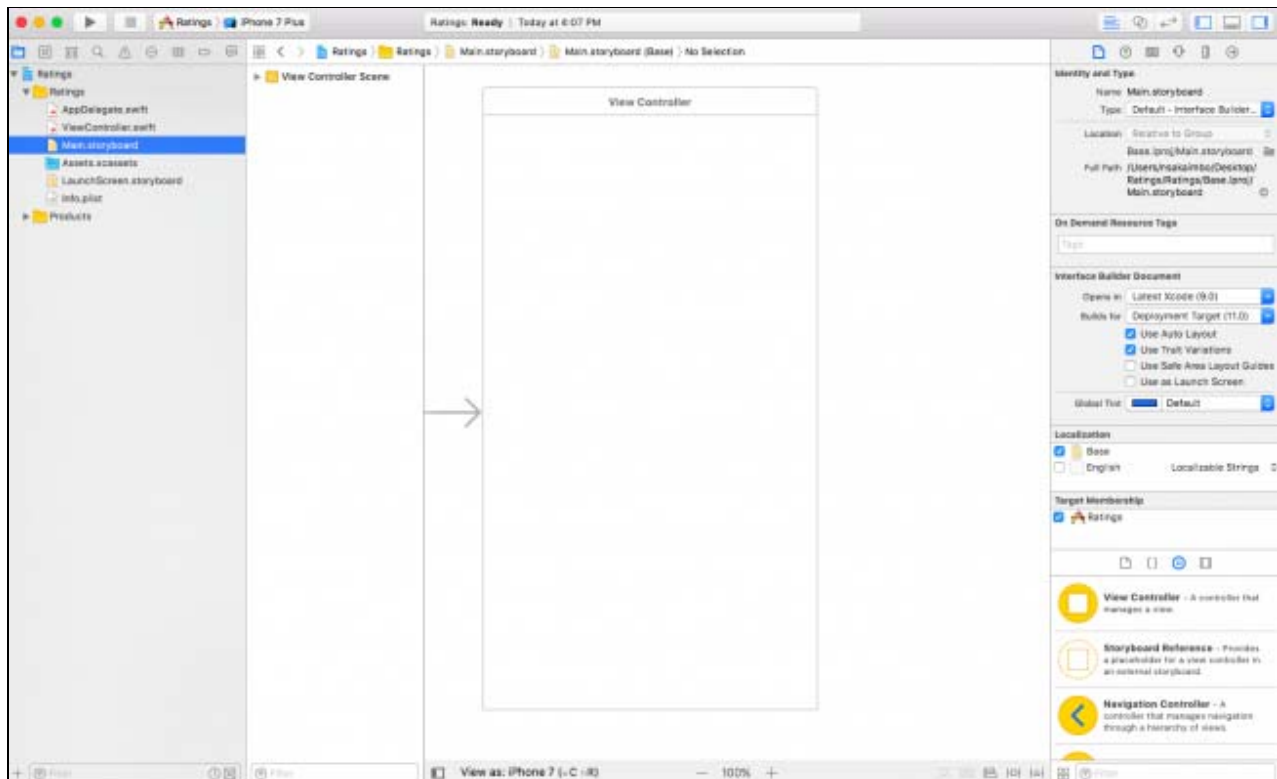 Ratings iPhone 7 Plus
Ratings: Ready | Today at 6:07 PM
Ratings Ratings Main.storyboard Main.storyboard (Base) No Selection
Ratings
Ratings
AppDelegate.swift
ViewController.swift
Main.storyboard
Assets.xcassets
LaunchScreen.storyboard
Info.plist
Products
Filter
View Controller Scene
Filter
View Controller
View as: iPhone 7 (
100%
Identity and Type
Name Main.storyboard
Type Default - Interface Builder...
Location Relative to Group
Base.lproj/Main.storyboard
Full Path /Users/nsakaimbo/Desktop/
Ratings/Ratings/Base.lproj/
Main.storyboard
On Demand Resource Tags
Tags
Interface Builder Document
Opens in Latest Xcode (9.0)
Builds for Deployment Target (11.0)
Use Auto Layout
Use Trait Variations
Use Safe Area Layout Guides
Use as Launch Screen
Global Tint Default
Localization
Base
English Localizable Strings
Target Membership
Ratings
View Controller - A controller that
manages a view.
Storyboard Reference - Provides
a placeholder for a view controller in
an external storyboard.
Navigation Controller - A
controller that manages navigation
through a hierarchy of views.
Filter